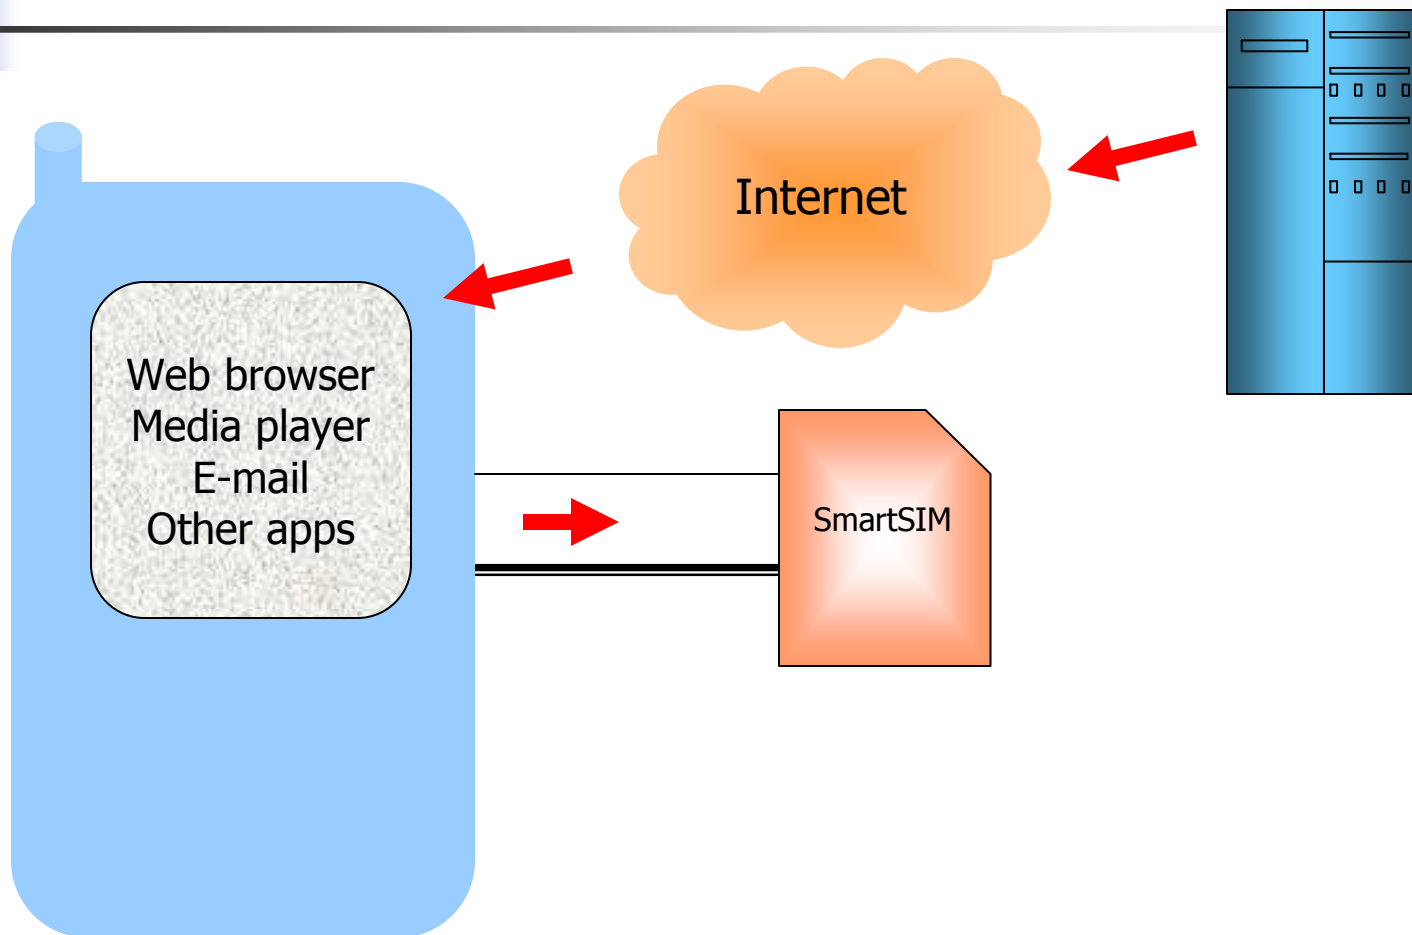 Internet
Web browser
Media player
E-mail
Other apps
SmartSIM